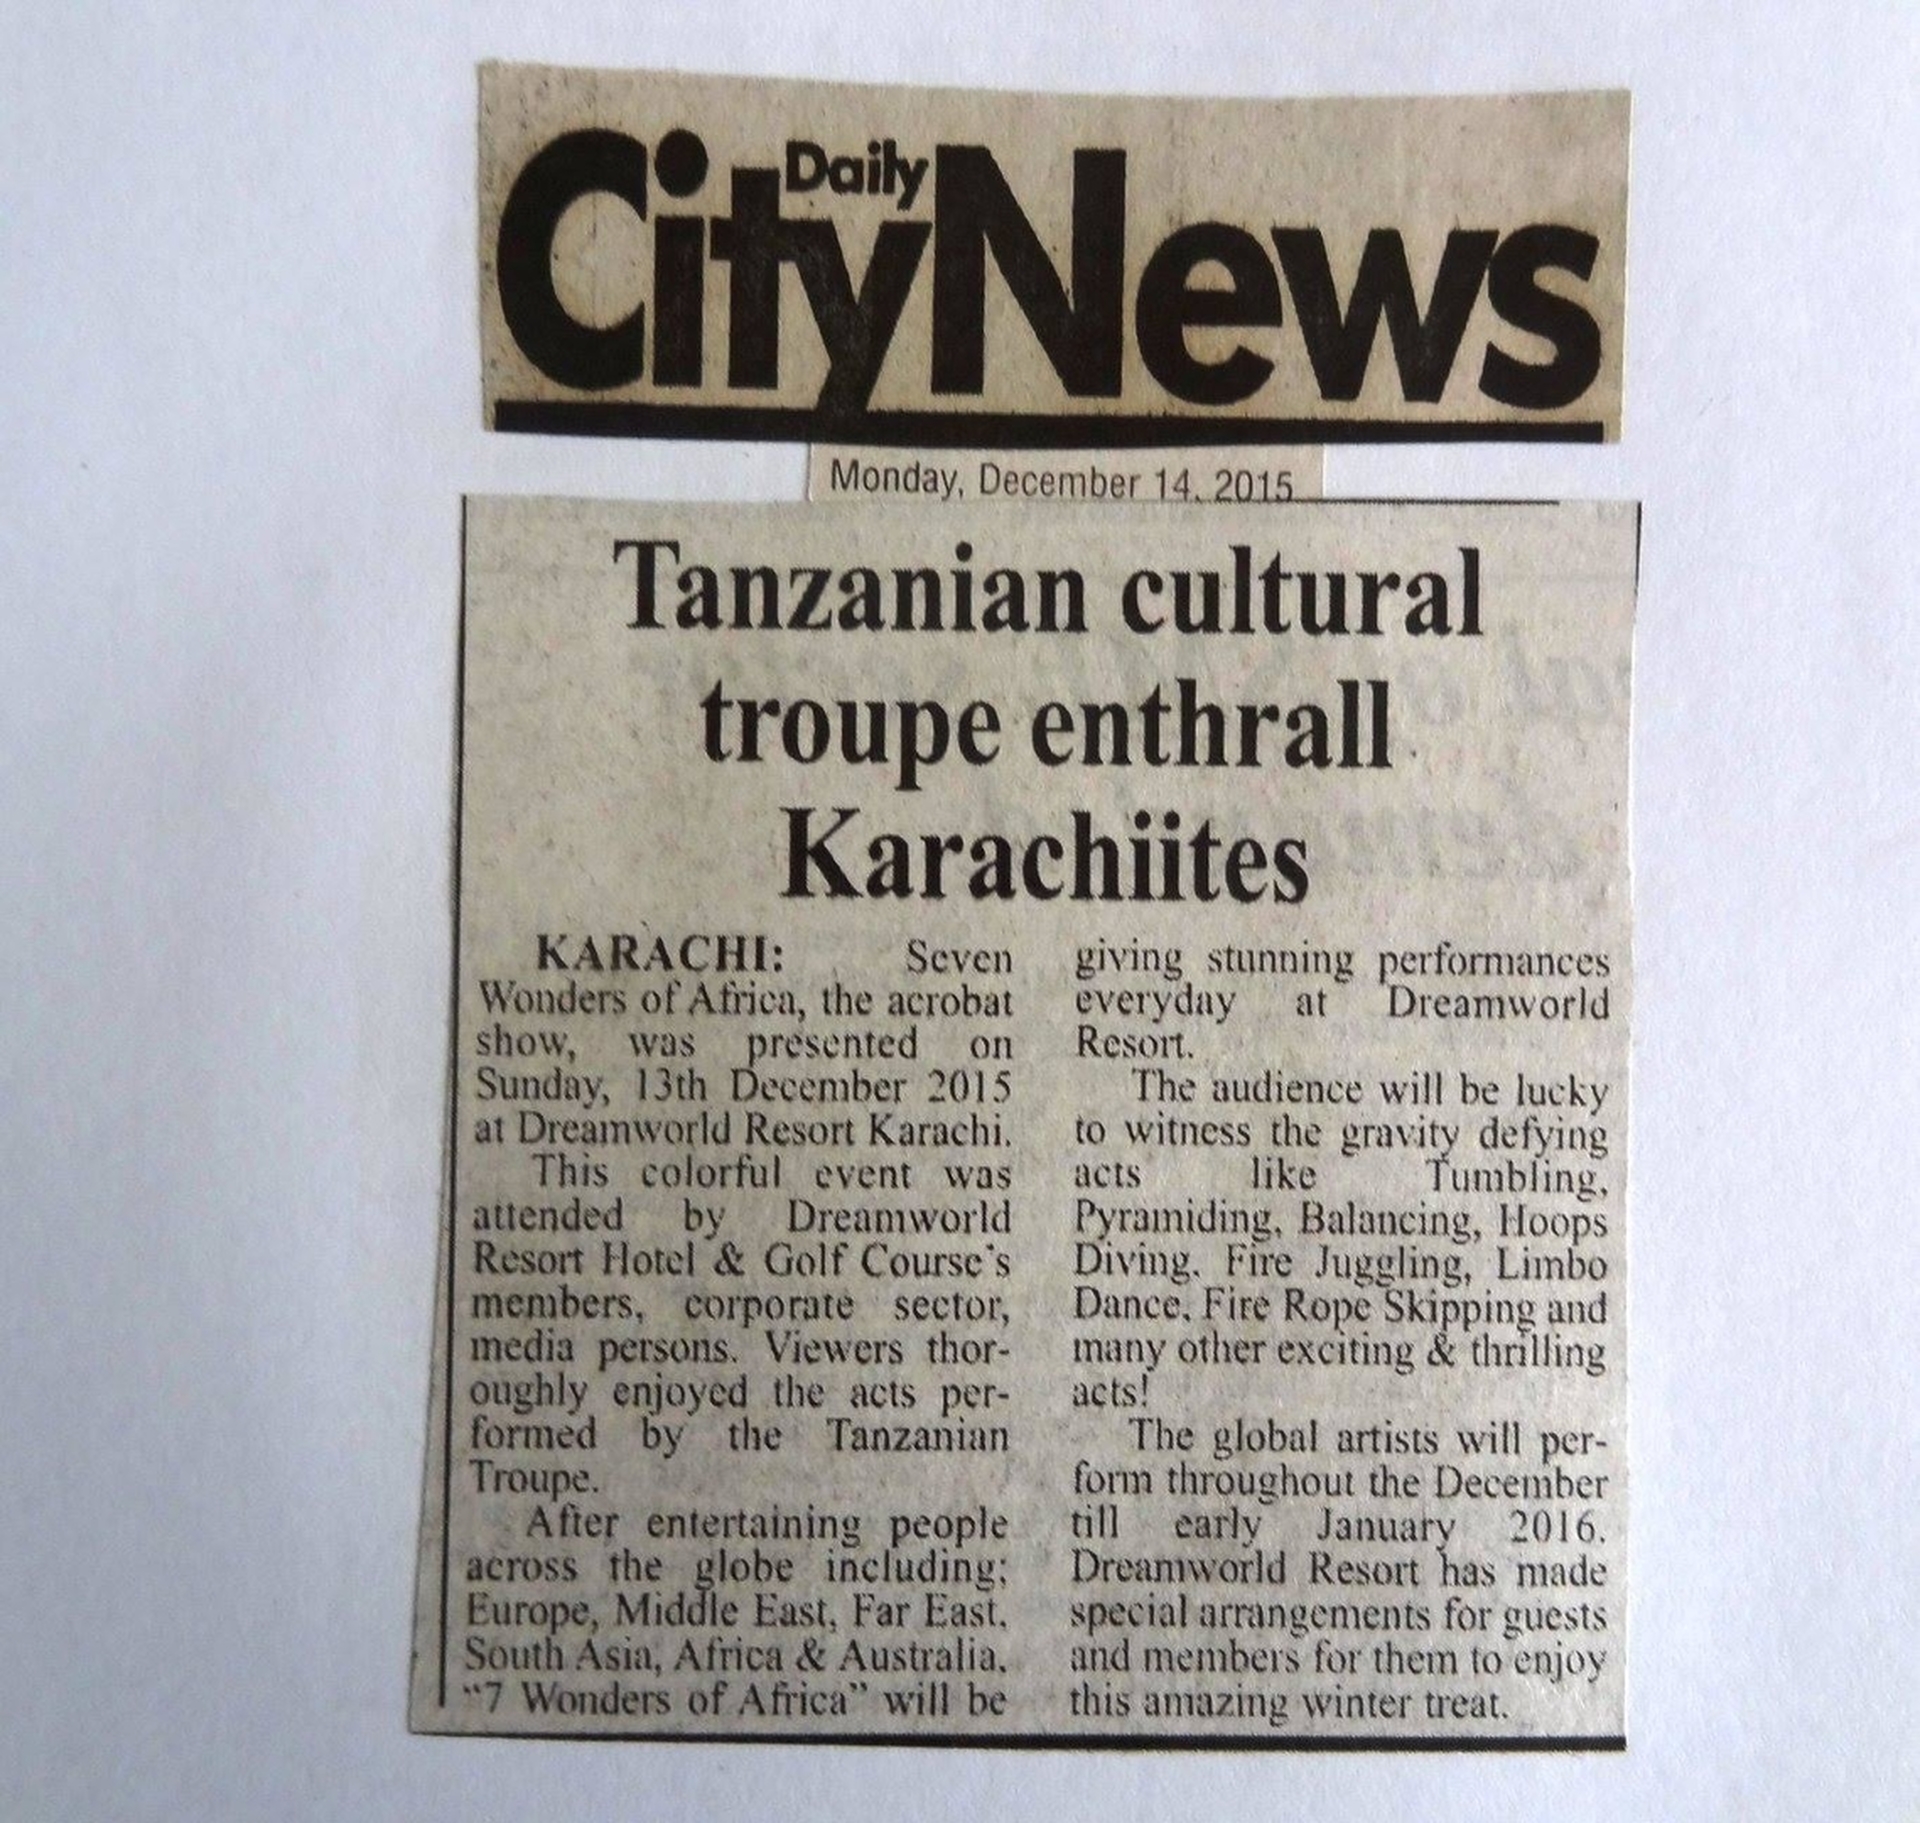 Daily
CityNews
Monday, December 14, 2015
Tanzanian cultural
troupe enthrall
Karachiites
KARACHI: Seven
Wonders of Africa, the acrobat
show, was presented on
Sunday, 13th December 2015
at Dreamworld Resort Karachi.
This colorful event was
attended by Dreamworld
Resort Hotel & Golf Course's
members, corporate sector,
media persons. Viewers thor-
oughly enjoyed the acts per-
formed by the Tanzanian
Troupe.
After entertaining people
across the globe including;
Europe, Middle East, Far East,
South Asia, Africa & Australia,
“7 Wonders of Africa” will be
giving stunning performances
everyday at Dreamworld
Resort.
The audience will be lucky
to witness the gravity defying
acts like Tumbling,
Pyramiding, Balancing, Hoops
Diving, Fire Juggling, Limbo
Dance, Fire Rope Skipping and
many other exciting & thrilling
acts!
The global artists will per-
form throughout the December
till early January 2016.
Dreamworld Resort has made
special arrangements for guests
and members for them to enjoy
this amazing winter treat.